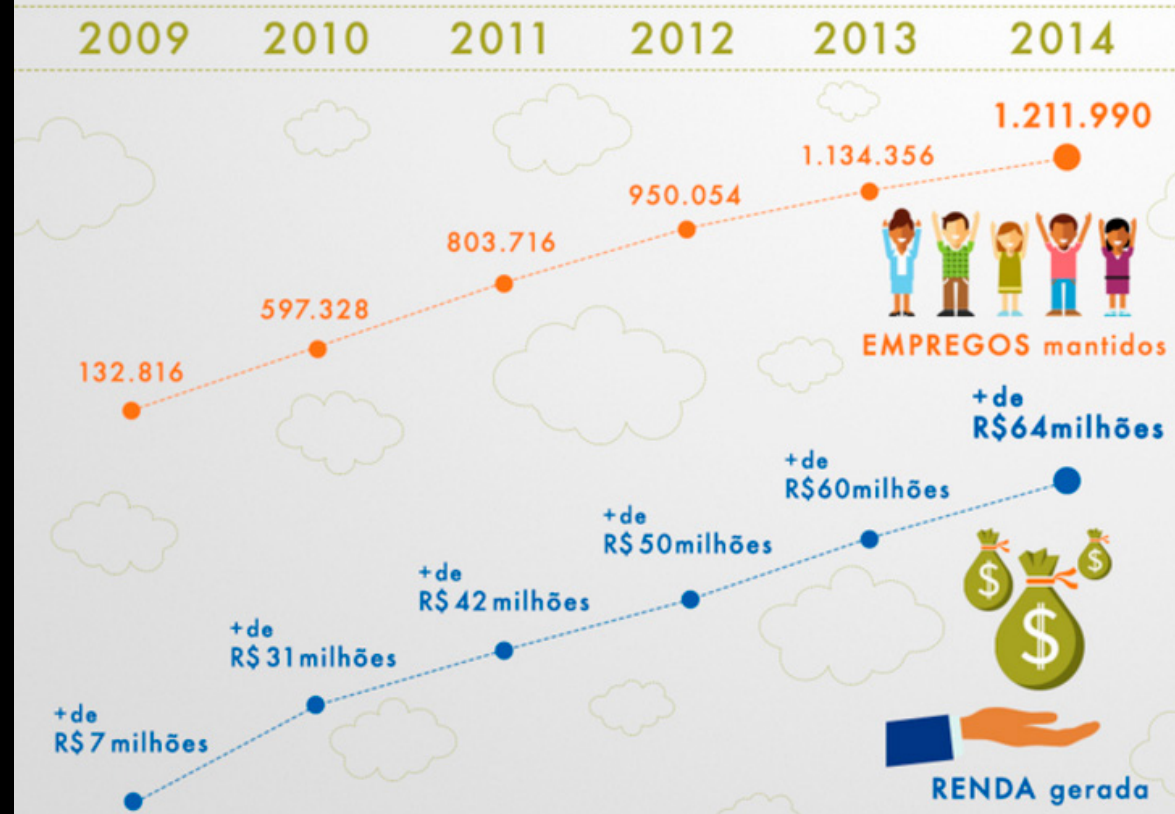 2009 2010 2011 2012 2013 2014
1.211.990
1.134.356
950.054
803.716
597.328
132.816
EMPREGOS mantidos
+de
R$64milhões
+de
R$60milhões
+de
R$50milhões
+de
R$42milhões
+de
R$31milhões
+de
R$7milhões
$
$
$
RENDA gerada